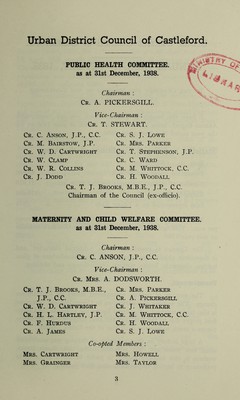 Urban District Council of Castleford.
PUBLIC HEALTH COMMITTEE.
as at 31st December, 1938.
Chairman :
Cr. A. PICKERSGILL.
Vice-Chairman :
Cr. T. STEWART.
Cr. C. Anson, J.P., C.C. Cr. S. J. Lowe
Cr. M. Bairstow, J.P. Cr. Mrs. Parker
Cr. W. D. Cartwright Cr. T. Stephenson, J.P.
Cr. W. Clamp Cr. C. Ward
Cr. W. R. Collins Cr. M. Whittock, C.C.
Cr. J. Dodd Cr. H. Woodall
Cr. T. J. Brooks, M.B.E., J.P., C.C.
Chairman of the Council (ex-officio).
MATERNITY AND CHILD WELFARE COMMITTEE.
as at 31st December, 1938.
Chairman :
Cr. C. ANSON, J.P., C.C.
Vice-Chairman :
Cr. Mrs. A. DODSWORTH.
Cr. T. J. Brooks, M.B.E., Cr. Mrs. Parker
J.P., C.C. Cr. A. Pickersgill
Cr. W. D. Cartwright Cr. J. Whitaker
Cr. H. L. Hartley, J.P. Cr. M. Whittock, C.C.
Cr. F. Hurdus Cr. H. Woodall
Cr. A. James Cr. S. J. Lowe
Co-opted Members :
Mrs. Cartwright Mrs. Howell
Mrs. Grainger Mrs. Taylor
3